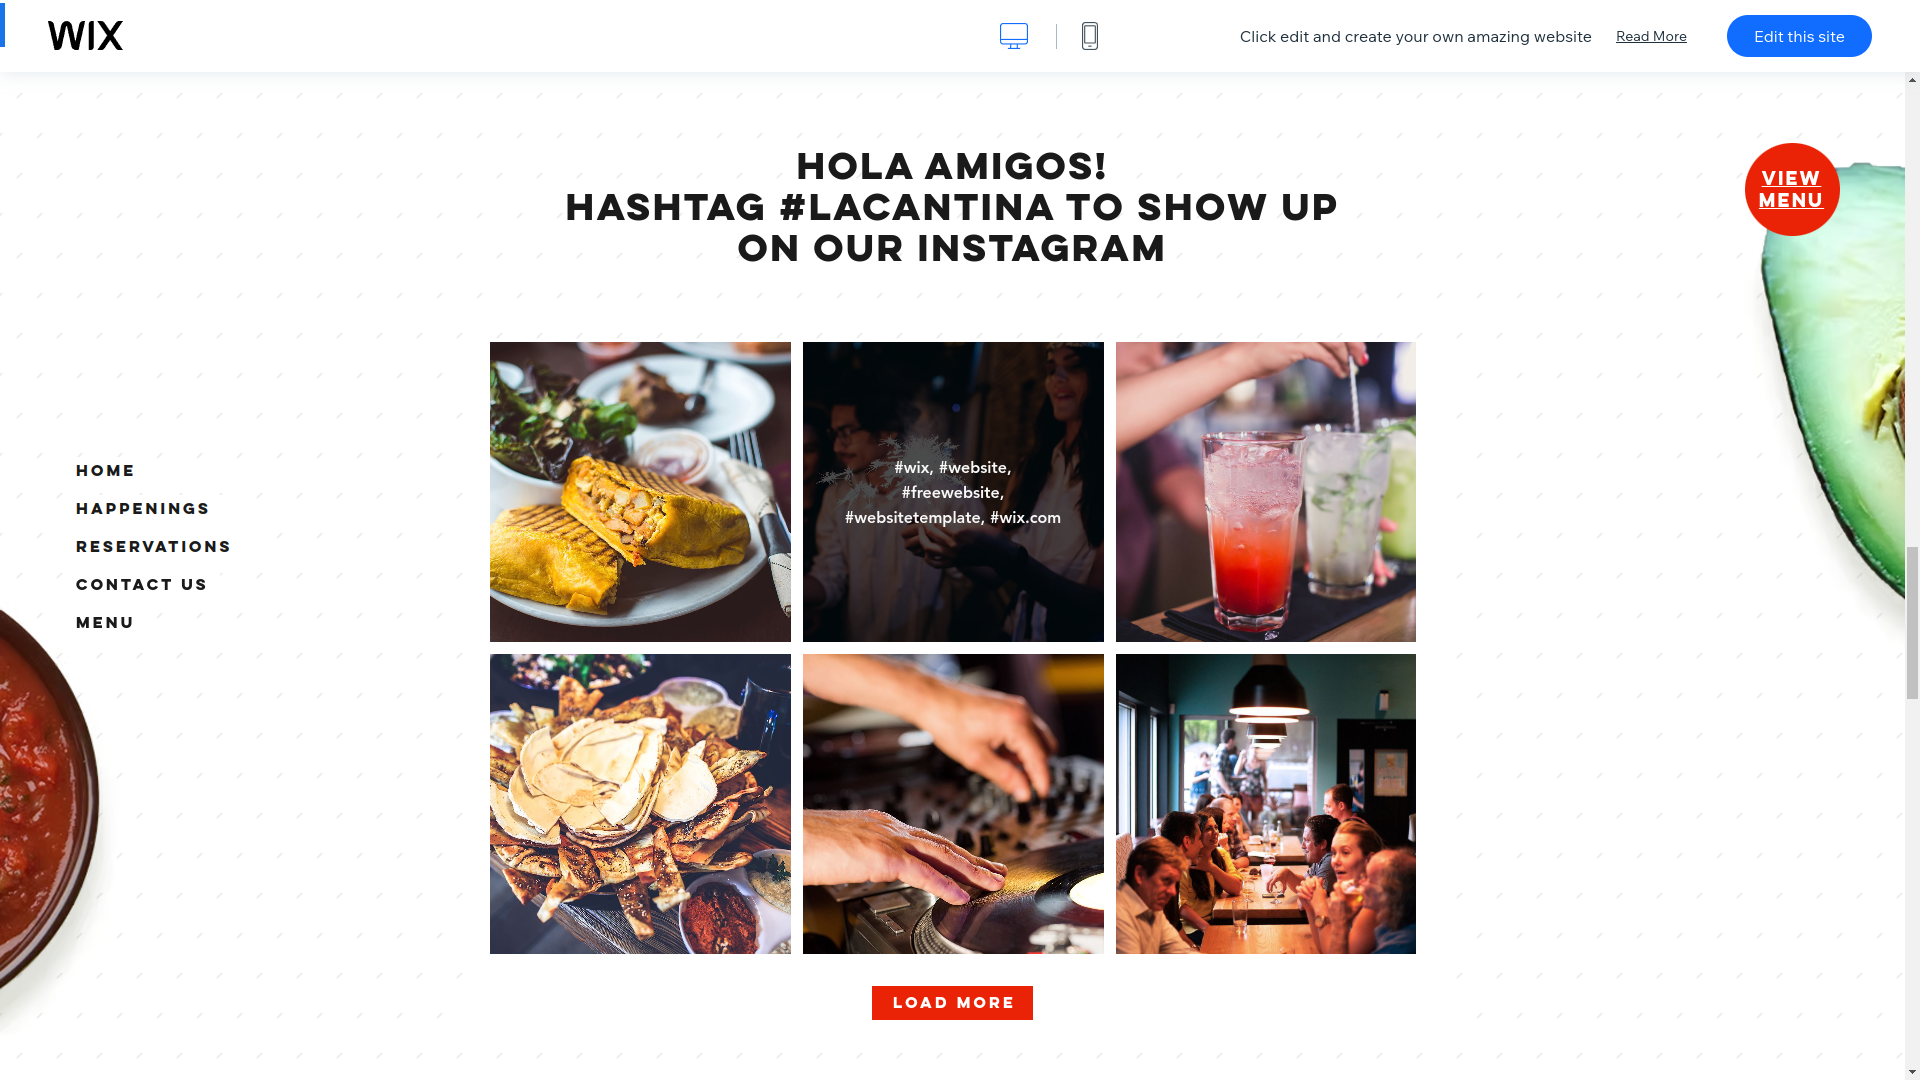 WIX
Click edit and create your own amazing website Read More Edit this site
HOLA AMIGOS!
HASHTAG #LACANTINA TO SHOW UP
ON OUR INSTAGRAM
VIEW
MENU
HOME
HAPPENINGS
RESERVATIONS
CONTACT US
MENU
#wix, #website,
#freewebsite,
#websitetemplate, #wix.com
LOAD MORE